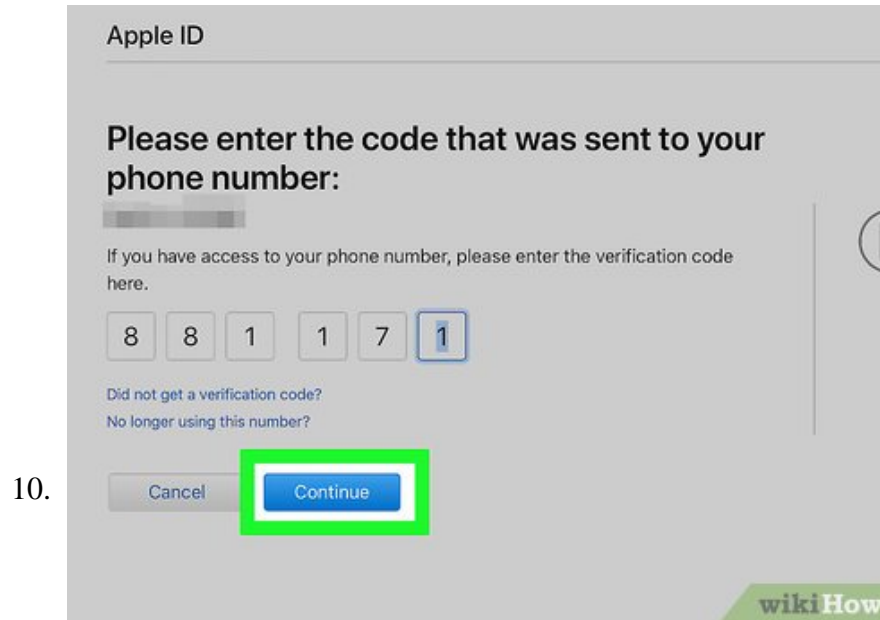 Apple ID
Please enter the code that was sent to your
phone number:
If you have access to your phone number, please enter the verification code
here.
8 8 1 1 7 1
Did not get a verification code?
No longer using this number?
10.
Cancel Continue
wikiHow